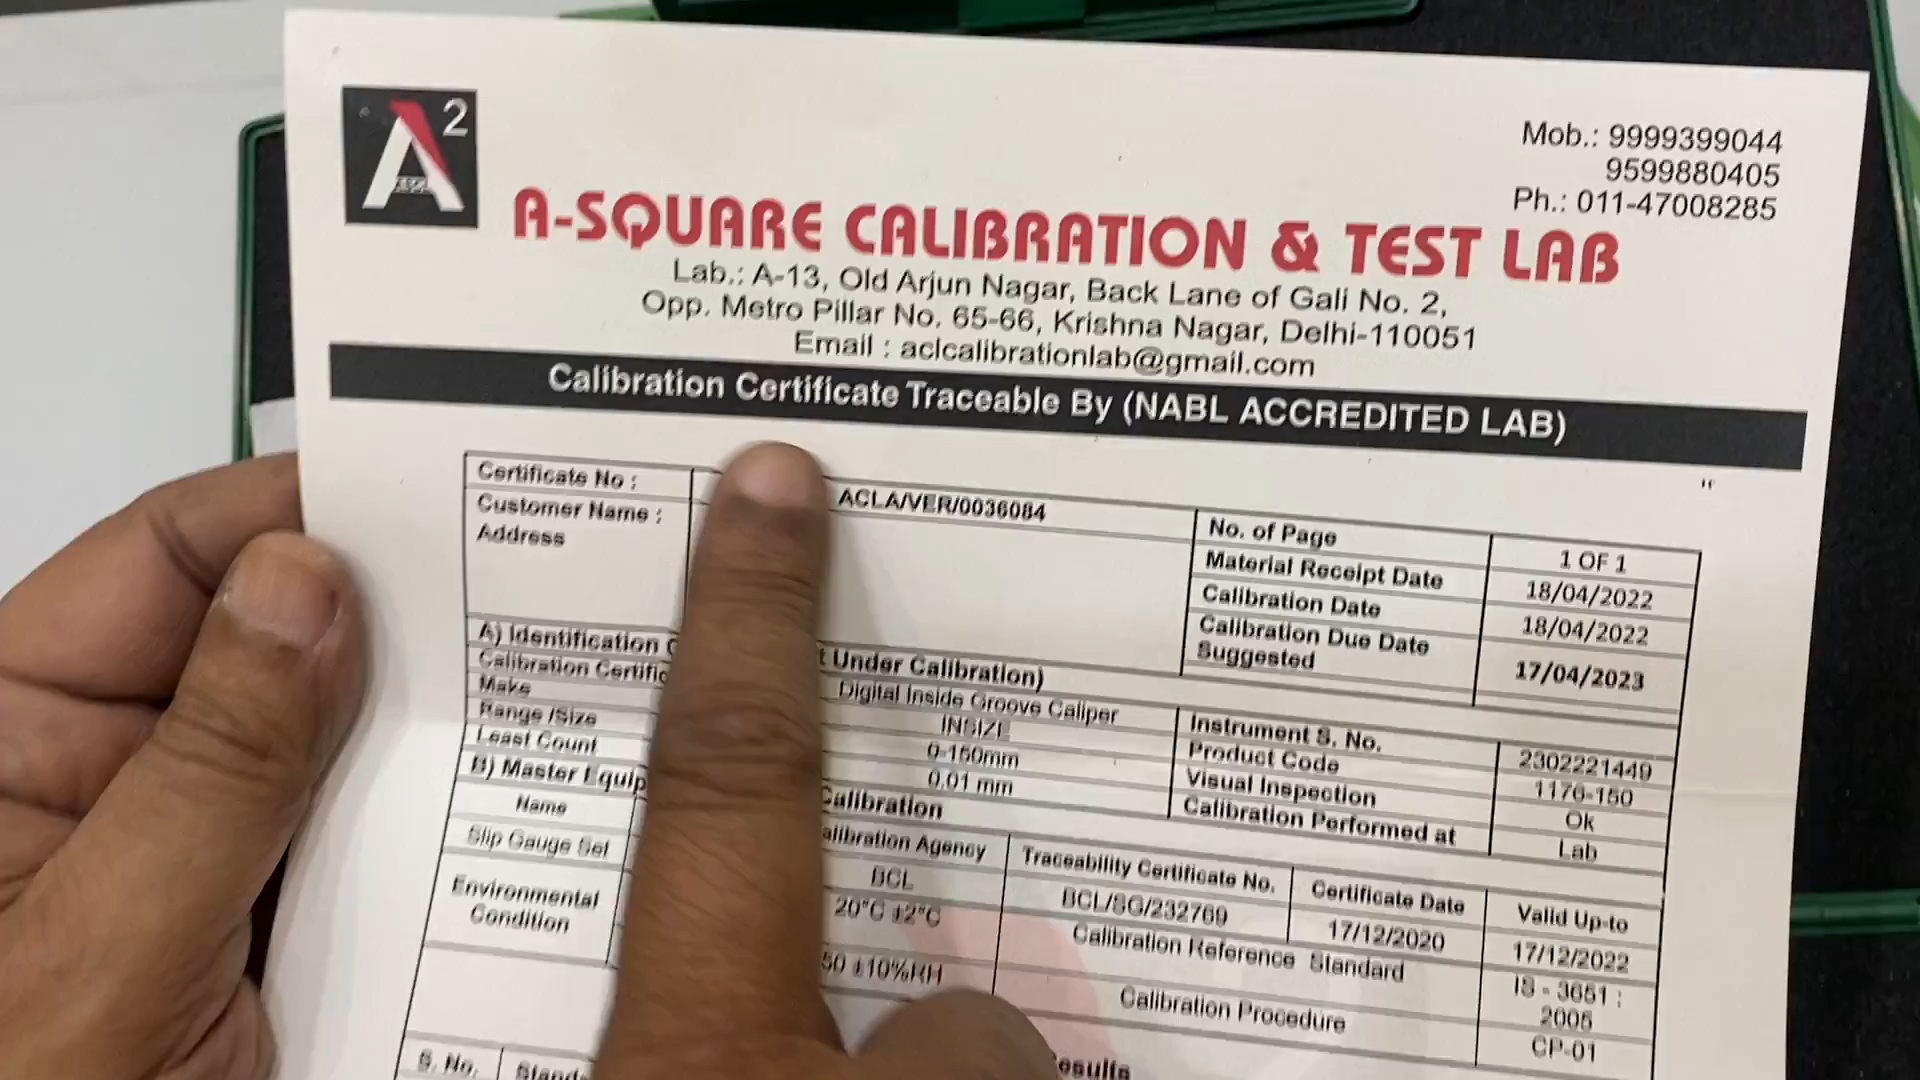 A2
Mob.: 9999399044
9599880405
Ph.: 011-47008285
A-SQUARE CALIBRATION & TEST LAB
Lab.: A-13, Old Arjun Nagar, Back Lane of Gali No. 2,
Opp. Metro Pillar No. 65-66, Krishna Nagar, Delhi-110051
Email : aclcalibrationlab@gmail.com
Calibration Certificate Traceable By (NABL ACCREDITED LAB)
Certificate No : ACLA/VER/0036084
Customer Name :
Address
No. of Page 1 OF 1
Material Receipt Date 18/04/2022
Calibration Date 18/04/2022
Calibration Due Date
Suggested 17/04/2023
A) Identification Under Calibration)
Calibration Digital Inside Groove Caliper
Make INSIZE
Range /Size 0-150mm
Least Count 0.01 mm
Instrument S. No. 2302221449
Product Code 1176-150
Visual Inspection Ok
Calibration Performed at Lab
B) Master Calibration
Name Agency Traceability Certificate No. Certificate Date Valid Up-to
Slip Gauge Set BCL BCL/SG/232769 17/12/2020 17/12/2022
Environmental
Condition
20°C ±2°C
50 ±10%RH
Calibration Reference Standard IS - 3651 :
2005
Calibration Procedure CP-01
S. No.